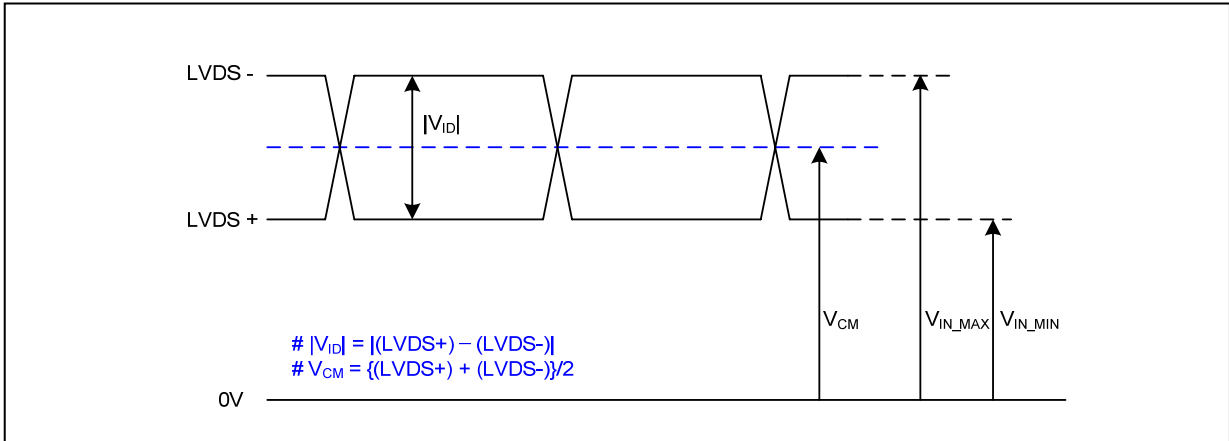 LVDS -
|VID|
LVDS +
VCM
VIN_MAX
VIN_MIN
# |VID| = |(LVDS+) – (LVDS-)|
# VCM = {(LVDS+) + (LVDS-)}/2
0V